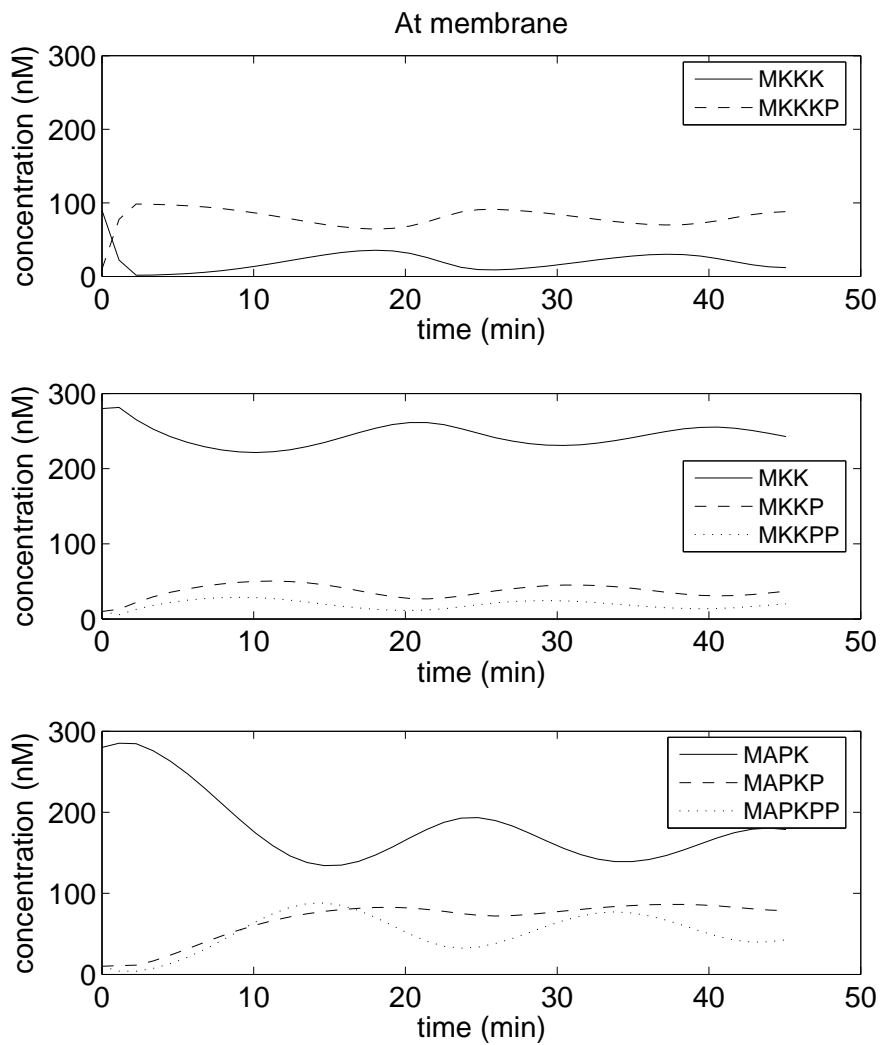 At membrane
300
200
100
0
concentration (nM)
MKKK
MKKKP
0
10
20
30
40
50
time (min)
300
200
100
0
concentration (nM)
MKK
MKKP
MKKPP
0
10
20
30
40
50
time (min)
300
200
100
0
concentration (nM)
MAPK
MAPKP
MAPKPP
0
10
20
30
40
50
time (min)